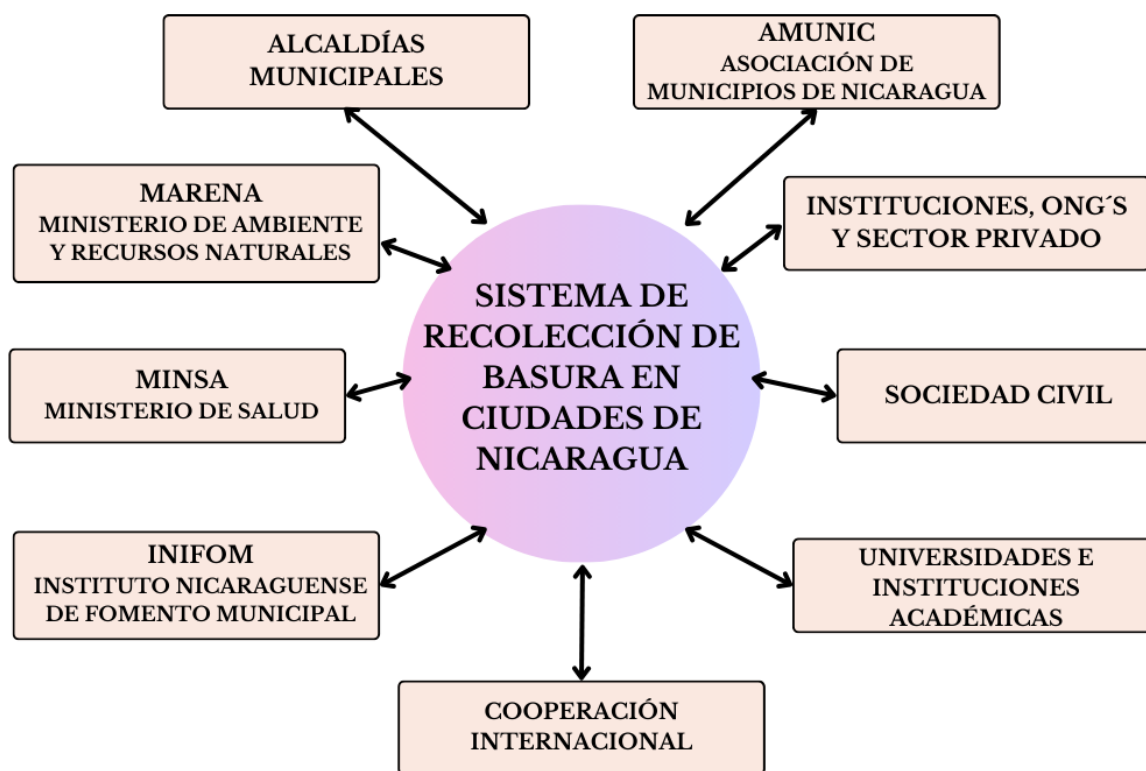 ALCALDÍAS
MUNICIPALES
AMUNIC
ASOCIACIÓN DE
MUNICIPIOS DE NICARAGUA
MARENA
MINISTERIO DE AMBIENTE
Y RECURSOS NATURALES
INSTITUCIONES, ONG´S
Y SECTOR PRIVADO
SISTEMA DE
RECOLECCIÓN DE
BASURA EN
CIUDADES DE
NICARAGUA
MINSA
MINISTERIO DE SALUD
SOCIEDAD CIVIL
INIFOM
INSTITUTO NICARAGUENSE
DE FOMENTO MUNICIPAL
UNIVERSIDADES E
INSTITUCIONES
ACADÉMICAS
COOPERACIÓN
INTERNACIONAL